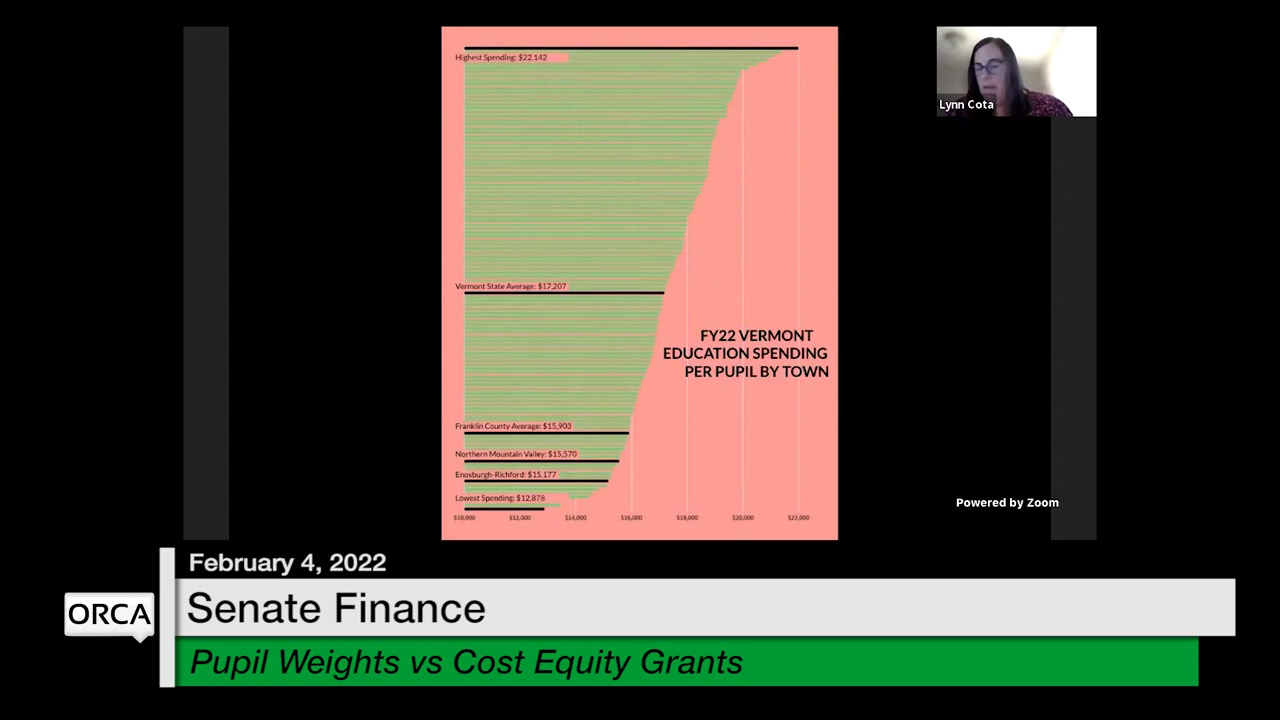 Highest Spending: $22,142
Lynn Cota
Vermont State Average: $17,207
FY22 VERMONT
EDUCATION SPENDING
PER PUPIL BY TOWN
Franklin County Average: $15,903
Northern Mountain Valley: $15,570
Enosburgh-Richford: $15,177
Lowest Spending: $12,878
$10,000 $12,000 $14,000 $16,000 $18,000 $20,000 $22,000
Powered by Zoom
February 4, 2022
ORCA
Senate Finance
Pupil Weights vs Cost Equity Grants